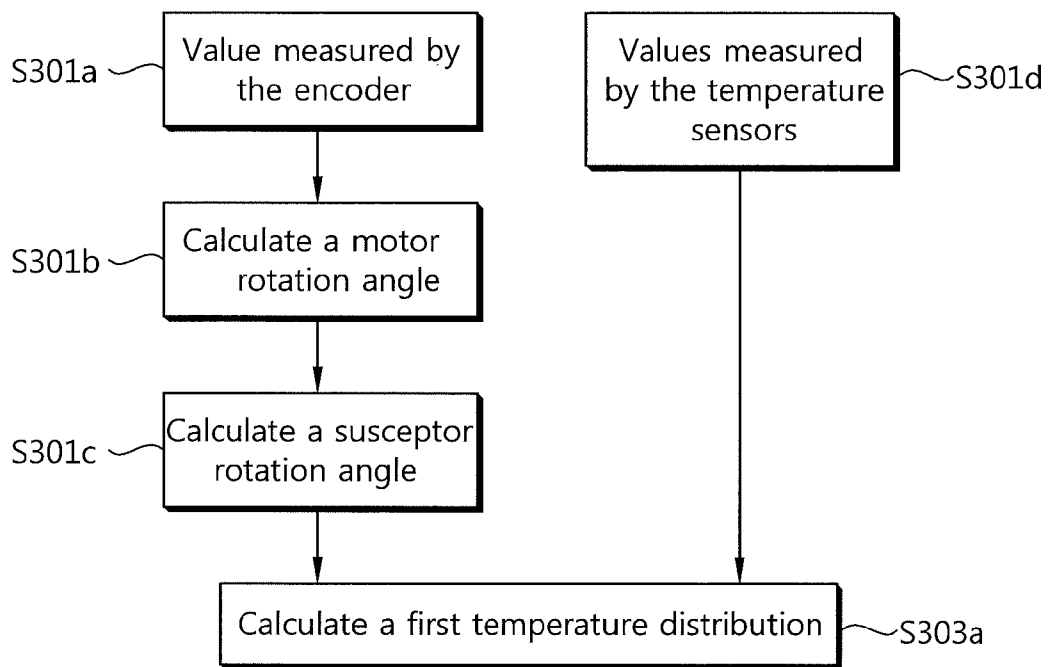 S301a
Value measured by
the encoder
Values measured
by the temperature
sensors
S301d
S301b
Calculate a motor
rotation angle
S301c
Calculate a susceptor
rotation angle
Calculate a first temperature distribution
S303a